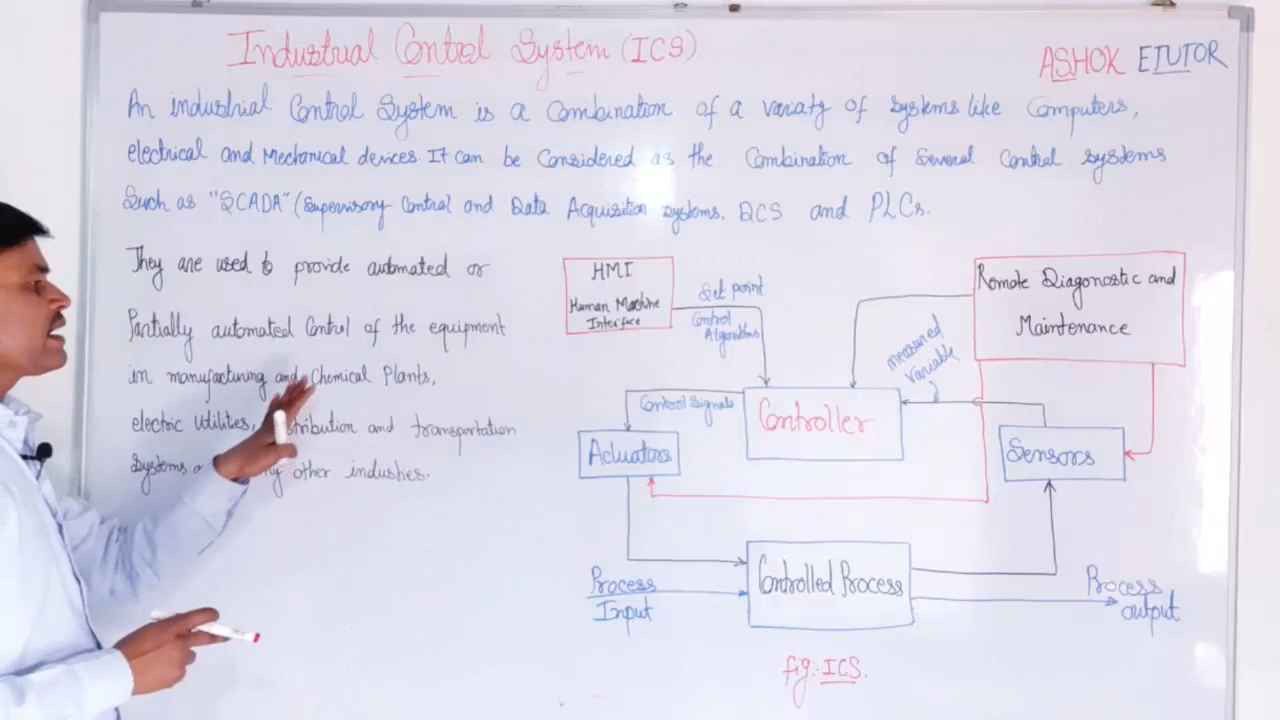 Industrial Control System (ICS)
ASHOK EJUTOR
An industrial Control System is a Combination of a variaty of systems like Computers,
electrical and Mechanical devices. It can be Considered as the Combination of Several Control systems
Such as "SCADA" (Supervisory Control and Data Acquisition systems. DCS and PLCs.
They are used to provide automated or
Partially automated Control of the equipment
in manufacturing and Chemical Plants,
electric Utilities, and transportation
Systems other industries.
HMI
Human Machine
Interface
Set point
Control
Algorithms
Remote Diagonostic and
Maintenance
measured
variable
Control Signals
Controller
Actuators
Sensors
Process
Input
Controlled Process
Process
output
fig:- ICS.